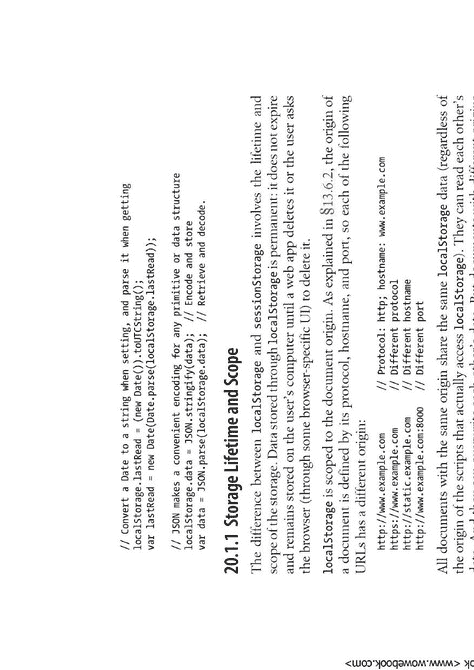 // Convert a Date to a string when setting, and parse it when getting
localStorage.lastRead = (new Date()).toUTCString();
var lastRead = new Date(Date.parse(localStorage.lastRead));
// JSON makes a convenient encoding for any primitive or data structure
localStorage.data = JSON.stringify(data); // Encode and store
var data = JSON.parse(localStorage.data); // Retrieve and decode.
20.1.1 Storage Lifetime and Scope
The difference between localStorage and sessionStorage involves the lifetime and
scope of the storage. Data stored through localStorage is permanent: it does not expire
and remains stored on the user's computer until a web app deletes it or the user asks
the browser (through some browser-specific UI) to delete it.
localStorage is scoped to the document origin. As explained in §13.6.2, the origin of
a document is defined by its protocol, hostname, and port, so each of the following
URLs has a different origin:
http://www.example.com // Protocol: http; hostname: www.example.com
https://www.example.com // Different protocol
http://static.example.com // Different hostname
http://www.example.com:8000 // Different port
All documents with the same origin share the same localStorage data (regardless of
the origin of the scripts that actually access localStorage). They can read each other's
<www.wowebook.com>